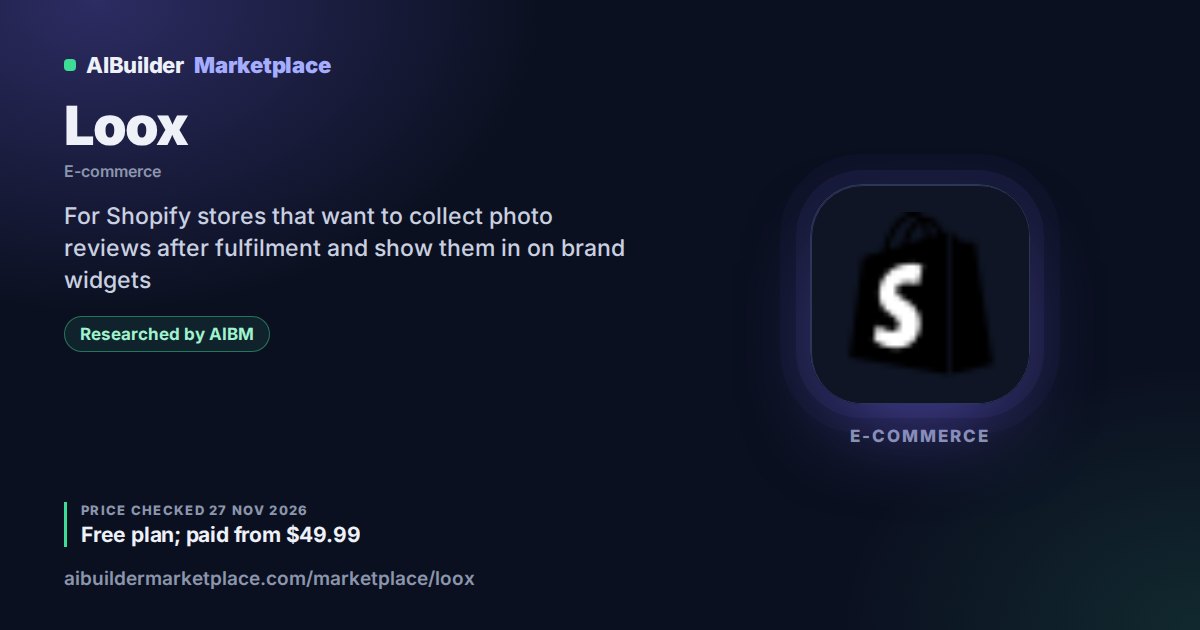 AIBuilder Marketplace
Loox
E-commerce
For Shopify stores that want to collect photo
reviews after fulfilment and show them in on brand
widgets
Researched by AIBM
S
E-COMMERCE
PRICE CHECKED 27 NOV 2026
Free plan; paid from $49.99
aibuildermarketplace.com/marketplace/loox